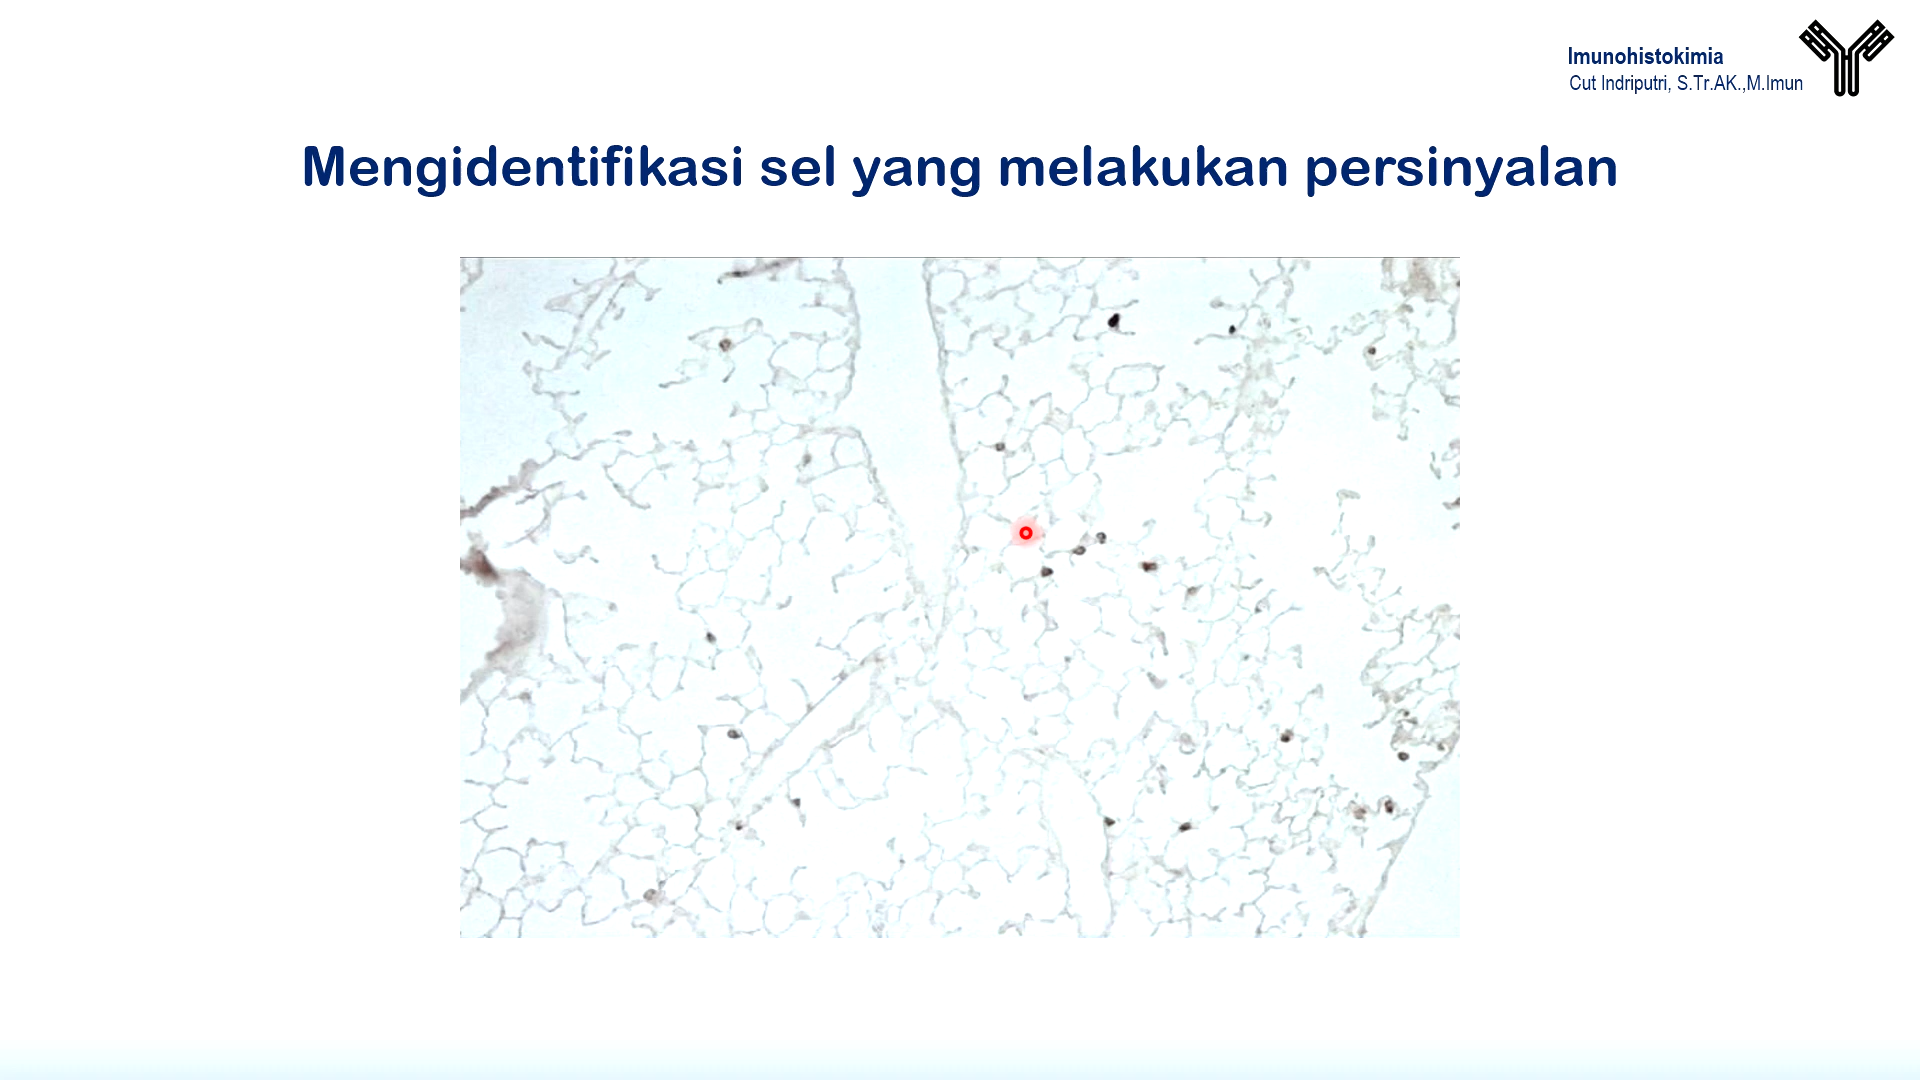 Imunohistokimia
Cut Indriputri, S.Tr.AK.,M.Imun
Mengidentifikasi sel yang melakukan persinyalan